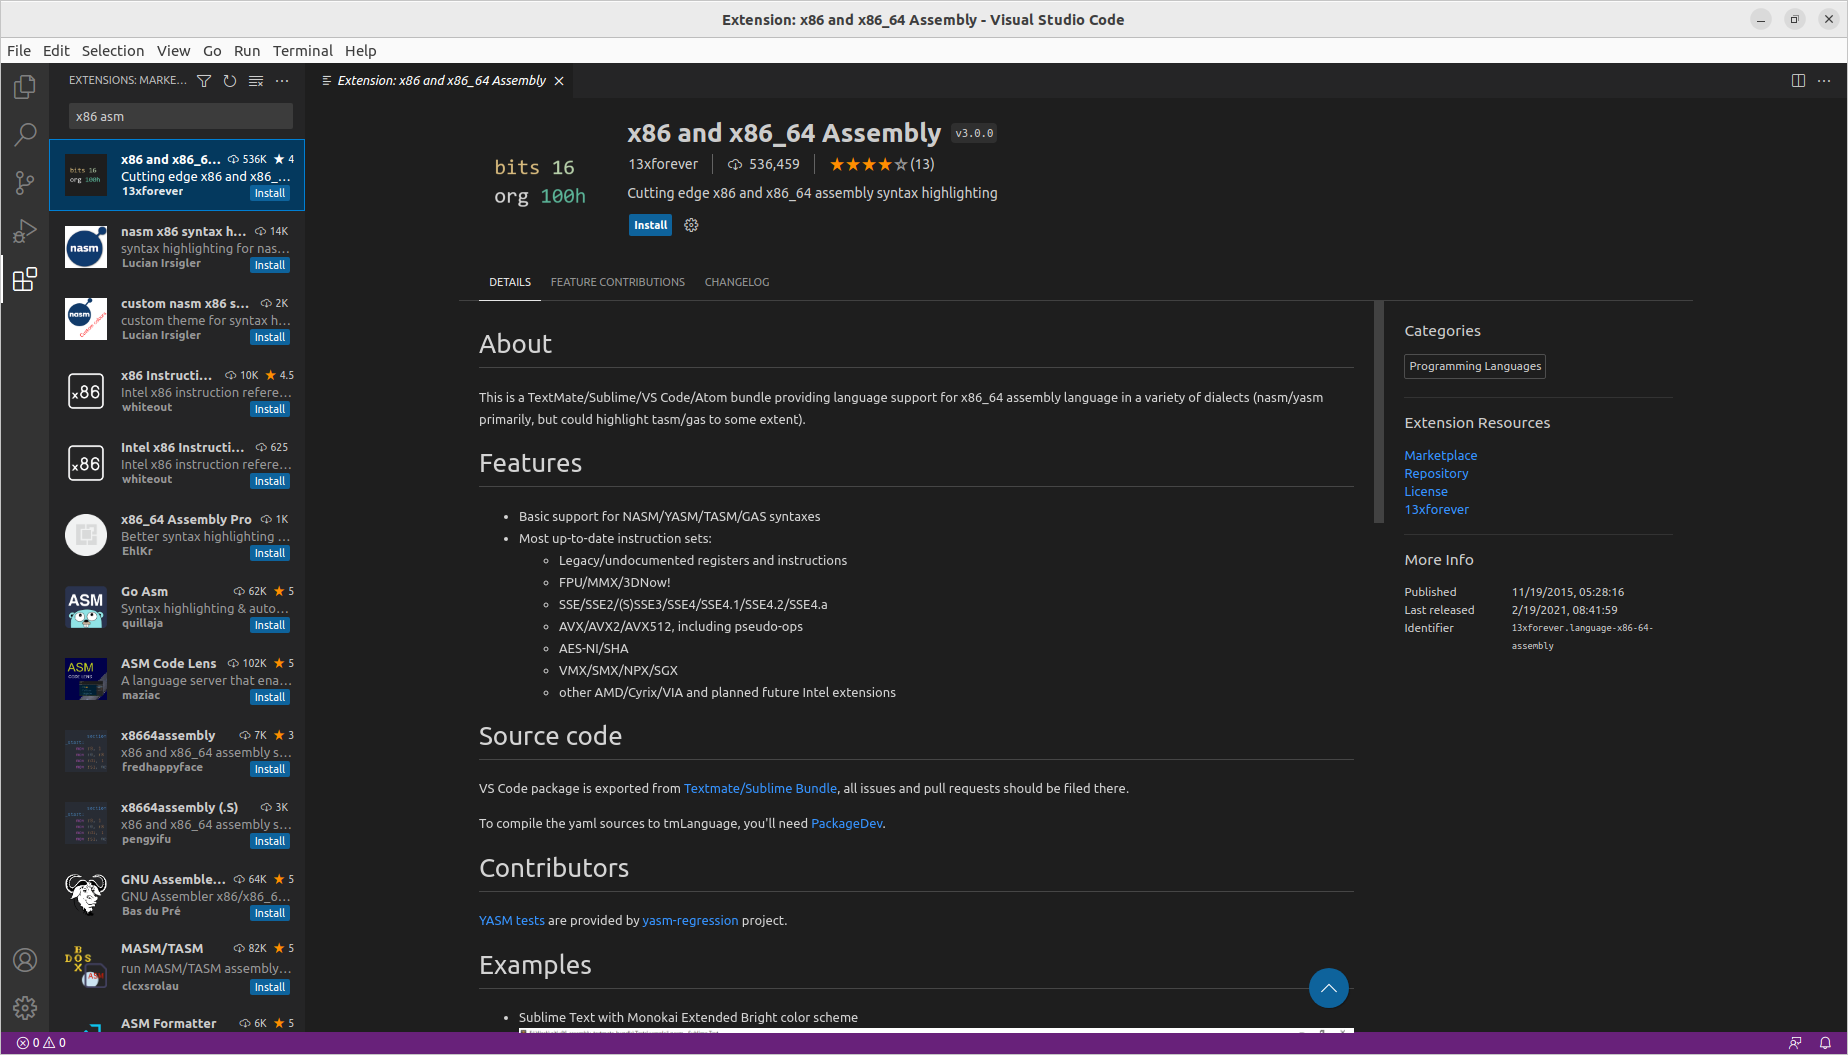 Extension: x86 and x86_64 Assembly - Visual Studio Code
File Edit Selection View Go Run Terminal Help
EXTENSIONS: MARKE...
x86 asm
x86 and x86_6... 536K 4
Cutting edge x86 and x86_...
13xforever Install
nasm x86 syntax h... 14K
syntax highlighting for nas...
Lucian Irsigler Install
custom nasm x86 s... 2K
custom theme for syntax h...
Lucian Irsigler Install
x86 Instructi... 10K 4.5
Intel x86 instruction refere...
whiteout Install
Intel x86 Instructi... 625
Intel x86 instruction refere...
whiteout Install
x86_64 Assembly Pro 1K
Better syntax highlighting ...
EhlKr Install
Go Asm 62K 5
Syntax highlighting & auto...
quillaja Install
ASM Code Lens 102K 5
A language server that ena...
maziac Install
x8664assembly 7K 3
x86 and x86_64 assembly s...
fredhappyface Install
x8664assembly (.S) 3K
x86 and x86_64 assembly s...
pengyifu Install
GNU Assemble... 64K 5
GNU Assembler x86/x86_6...
Bas du Pré Install
MASM/TASM 82K 5
run MASM/TASM assembly...
clcxsrolau Install
ASM Formatter 6K 5
Extension: x86 and x86_64 Assembly
bits 16
org 100h
x86 and x86_64 Assembly v3.0.0
13xforever 536,459 (13)
Cutting edge x86 and x86_64 assembly syntax highlighting
Install
DETAILS FEATURE CONTRIBUTIONS CHANGELOG
About
This is a TextMate/Sublime/VS Code/Atom bundle providing language support for x86_64 assembly language in a variety of dialects (nasm/yasm
primarily, but could highlight tasm/gas to some extent).
Features
• Basic support for NASM/YASM/TASM/GAS syntaxes
• Most up-to-date instruction sets:
◦ Legacy/undocumented registers and instructions
◦ FPU/MMX/3DNow!
◦ SSE/SSE2/(S)SSE3/SSE4/SSE4.1/SSE4.2/SSE4.a
◦ AVX/AVX2/AVX512, including pseudo-ops
◦ AES-NI/SHA
◦ VMX/SMX/NPX/SGX
◦ other AMD/Cyrix/VIA and planned future Intel extensions
Source code
VS Code package is exported from Textmate/Sublime Bundle, all issues and pull requests should be filed there.
To compile the yaml sources to tmLanguage, you'll need PackageDev.
Contributors
YASM tests are provided by yasm-regression project.
Examples
• Sublime Text with Monokai Extended Bright color scheme
Categories
Programming Languages
Extension Resources
Marketplace
Repository
License
13xforever
More Info
Published 11/19/2015, 05:28:16
Last released 2/19/2021, 08:41:59
Identifier 13xforever.language-x86-64-
assembly
0 0